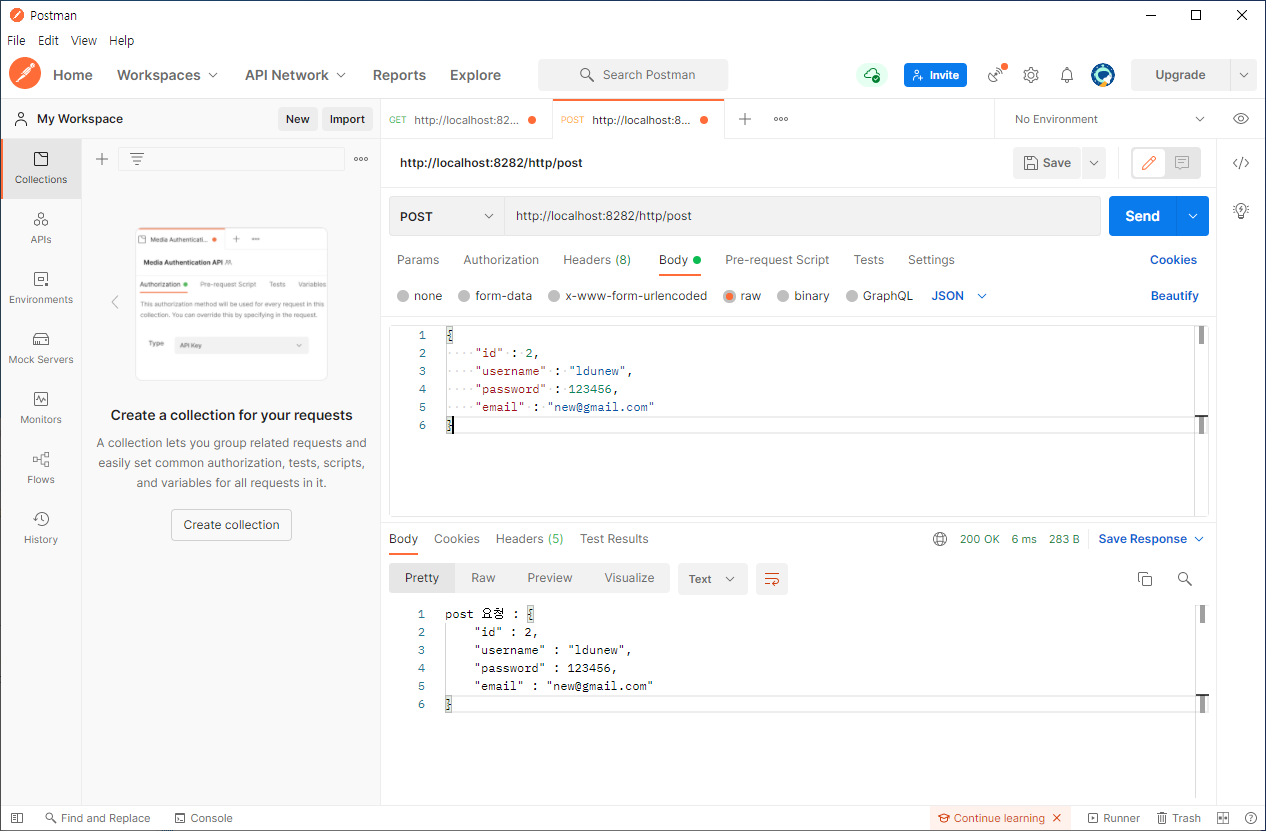 Postman
File Edit View Help
Home Workspaces API Network Reports Explore Search Postman Invite Upgrade
My Workspace New Import
GET http://localhost:82... POST http://localhost:8... No Environment
Collections
APIs
Environments
Mock Servers
Monitors
Flows
History
Media Authenticati...
Media Authentication API
Authorization Pre-request Script Tests Variables
This authorization method will be used for every request in this
collection. You can override this by specifying in the request.
Type API Key
Create a collection for your requests
A collection lets you group related requests and
easily set common authorization, tests, scripts,
and variables for all requests in it.
Create collection
http://localhost:8282/http/post Save
POST http://localhost:8282/http/post Send
Params Authorization Headers (8) Body Pre-request Script Tests Settings Cookies
none form-data x-www-form-urlencoded raw binary GraphQL JSON Beautify
1 {
2 "id" : 2,
3 "username" : "ldunew",
4 "password" : 123456,
5 "email" : "new@gmail.com"
6 }
Body Cookies Headers (5) Test Results 200 OK 6 ms 283 B Save Response
Pretty Raw Preview Visualize Text
1 post 요청 : {
2 "id" : 2,
3 "username" : "ldunew",
4 "password" : 123456,
5 "email" : "new@gmail.com"
6 }
Find and Replace Console Continue learning Runner Trash